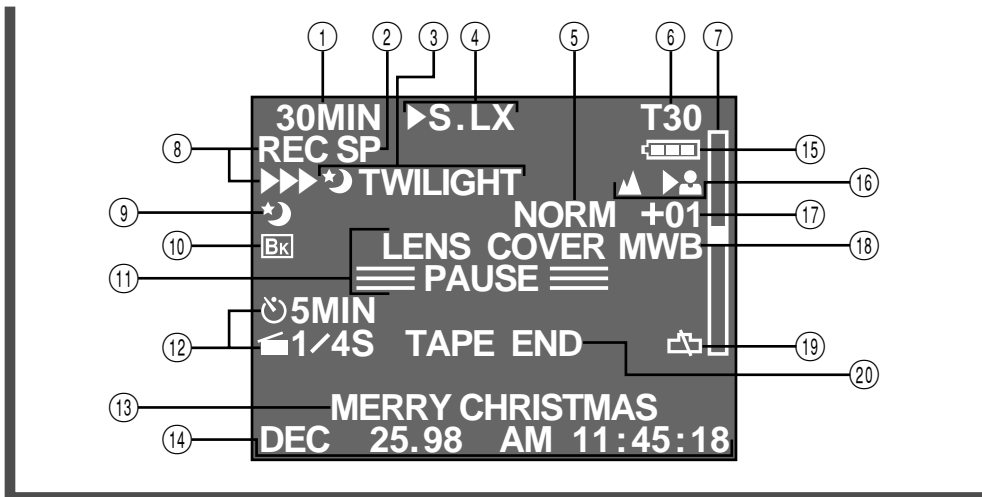 ① ② ③ ④ ⑤ ⑥ ⑦
30MIN ▶S.LX T30
⑧ REC SP ⑮
▶▶▶ TWILIGHT ⑯
⑨ NORM +01 ⑰
⑩ BK LENS COVER MWB ⑱
⑪ PAUSE
5MIN
⑫ 1/4S TAPE END ⑲
⑳
⑬ MERRY CHRISTMAS
⑭ DEC 25.98 AM 11:45:18